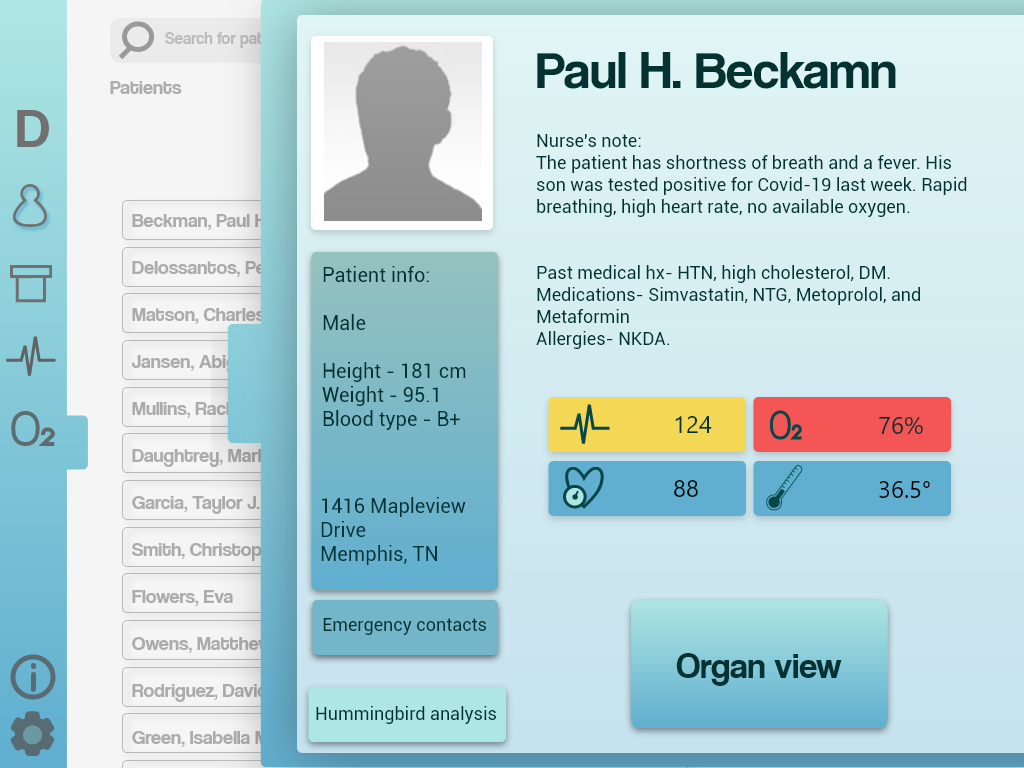 D
O₂
Search for pat
Patients
Beckman, Paul H
Delossantos, Pe
Matson, Charles
Jansen, Abig
Mullins, Rach
Daughtrey, Marl
Garcia, Taylor J.
Smith, Christop
Flowers, Eva
Owens, Matthew
Rodriguez, David
Green, Isabella M
Patient info:
Male
Height - 181 cm
Weight - 95.1
Blood type - B+
1416 Mapleview
Drive
Memphis, TN
Emergency contacts
Hummingbird analysis
Paul H. Beckamn
Nurse's note:
The patient has shortness of breath and a fever. His
son was tested positive for Covid-19 last week. Rapid
breathing, high heart rate, no available oxygen.
Past medical hx- HTN, high cholesterol, DM.
Medications- Simvastatin, NTG, Metoprolol, and
Metaformin
Allergies- NKDA.
124
O₂ 76%
88
36.5°
Organ view